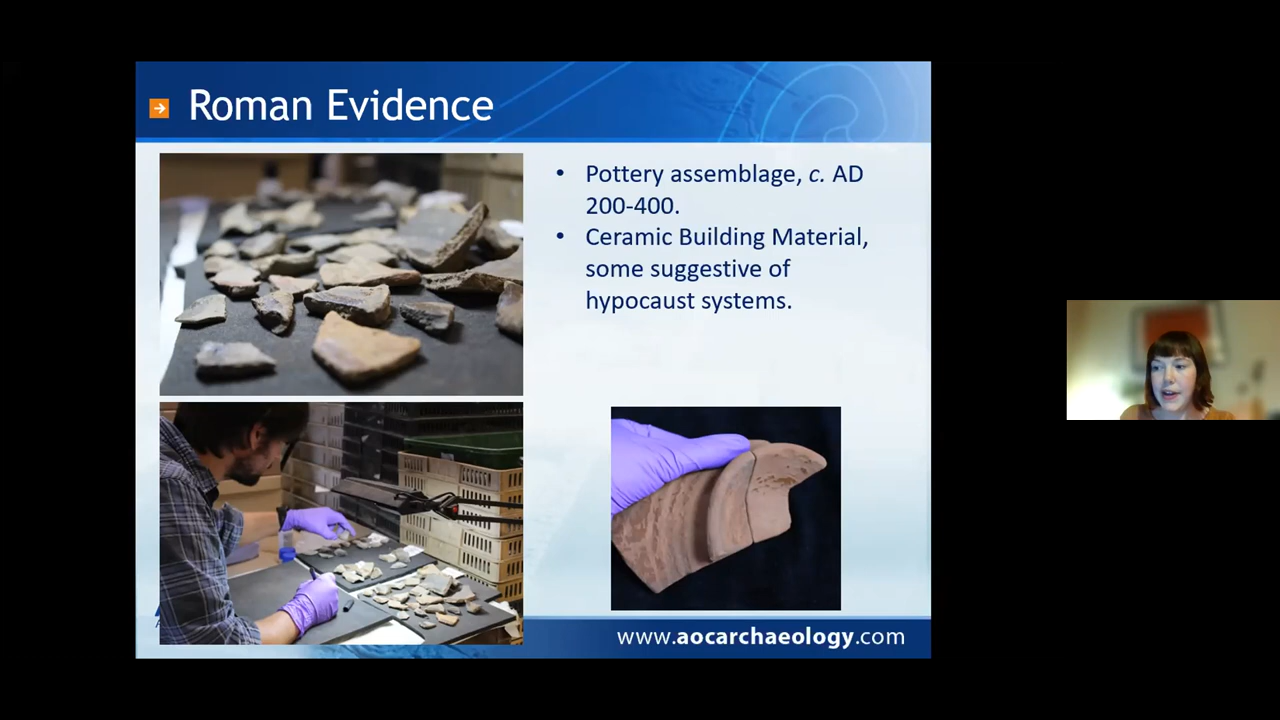 Roman Evidence
• Pottery assemblage, c. AD
200-400.
• Ceramic Building Material,
some suggestive of
hypocaust systems.
www.aocarchaeology.com